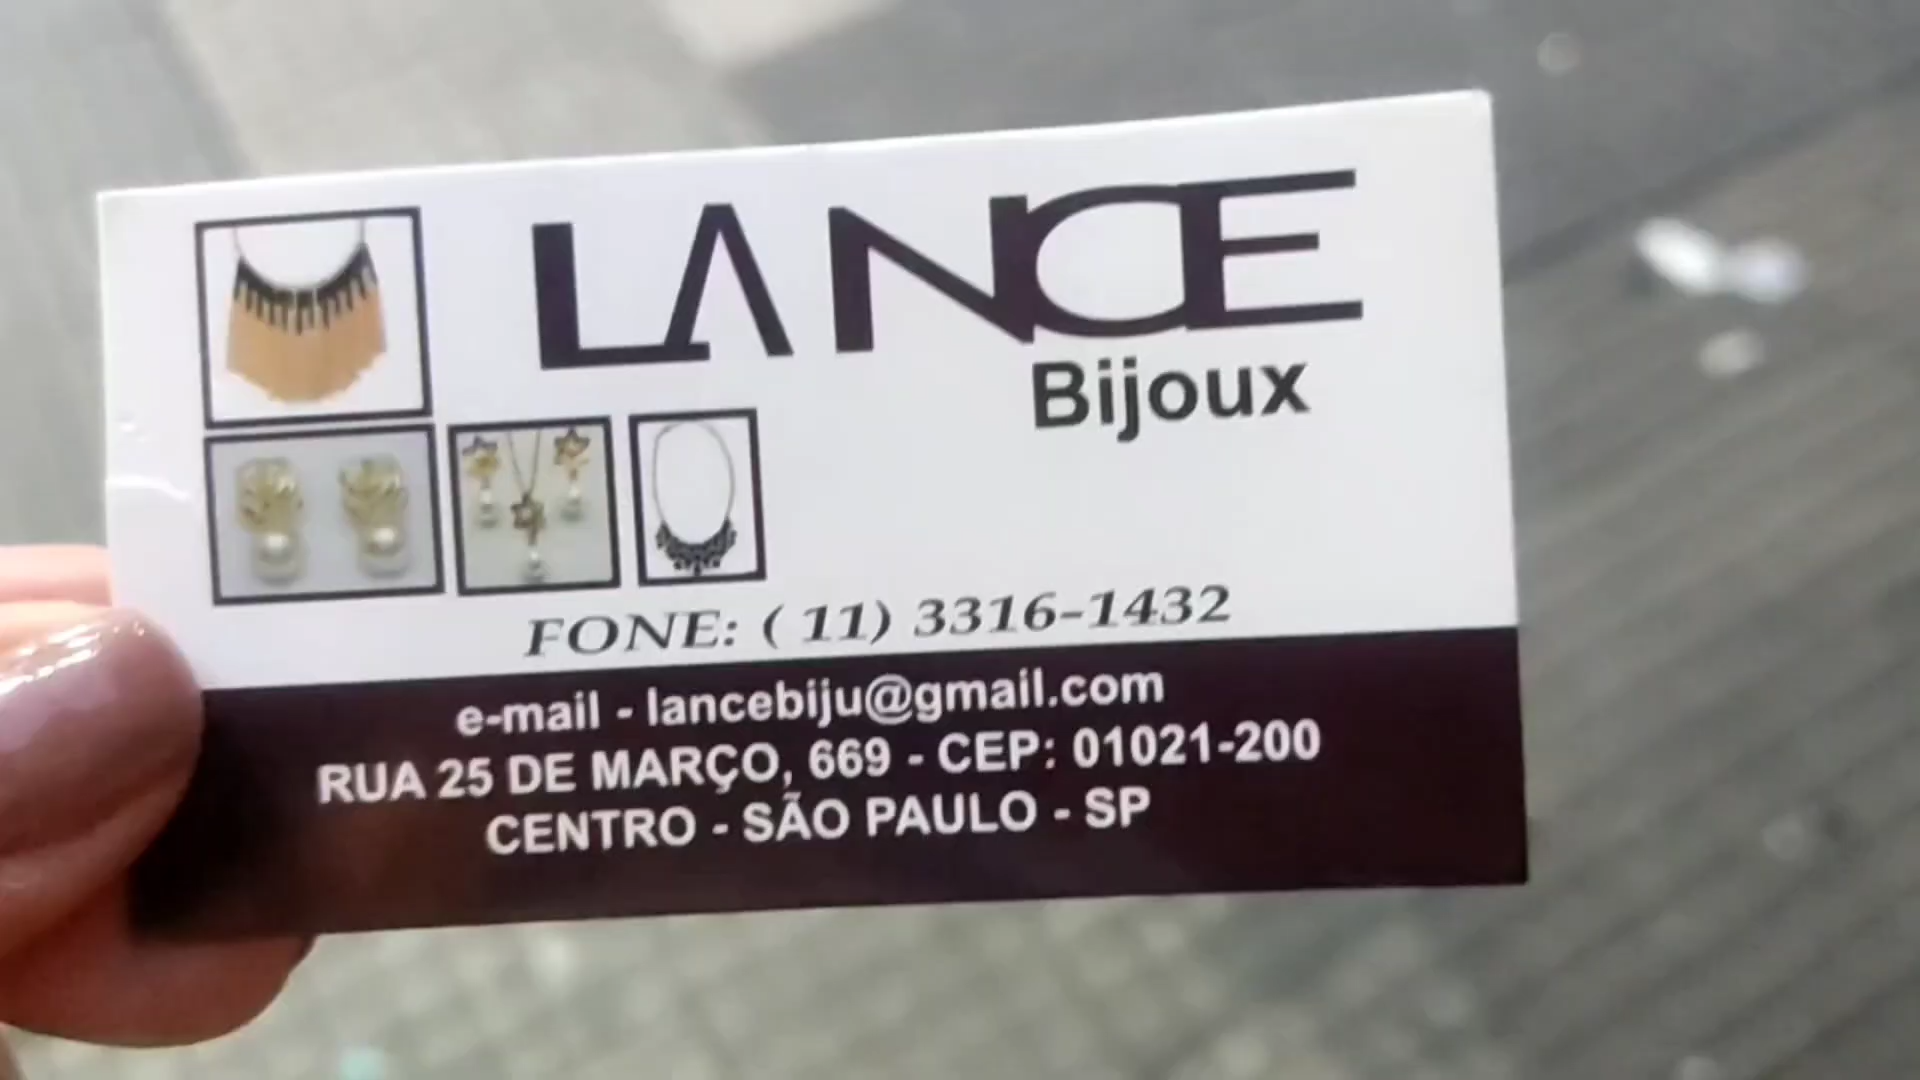 LANCE
Bijoux
FONE: ( 11) 3316-1432
e-mail - lancebiju@gmail.com
RUA 25 DE MARÇO, 669 - CEP: 01021-200
CENTRO - SÃO PAULO - SP